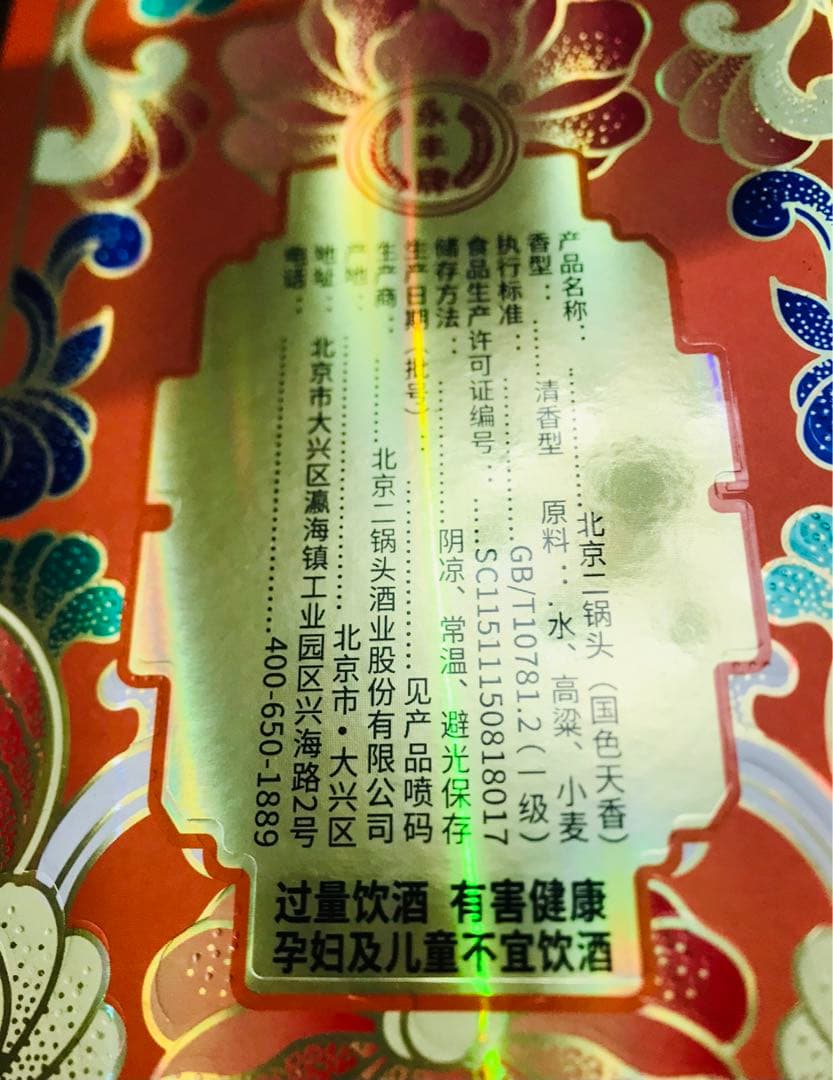 永丰牌
产品名称:…………北京二锅头(国色天香)
香型:……清香型 原料:.水、高粱、小麦
执行标准:…………GB/T10781.2(一级)
食品生产许可证编号:…SC11511150818017
储存方法:…………阴凉、常温、避光保存
生产日期(批号):…………见产品喷码
生产商:…………北京二锅头酒业股份有限公司
产地:…………北京市·大兴区
地址:北京市大兴区瀛海镇工业园区兴海路2号
电话:…………400-650-1889
过量饮酒 有害健康
孕妇及儿童不宜饮酒